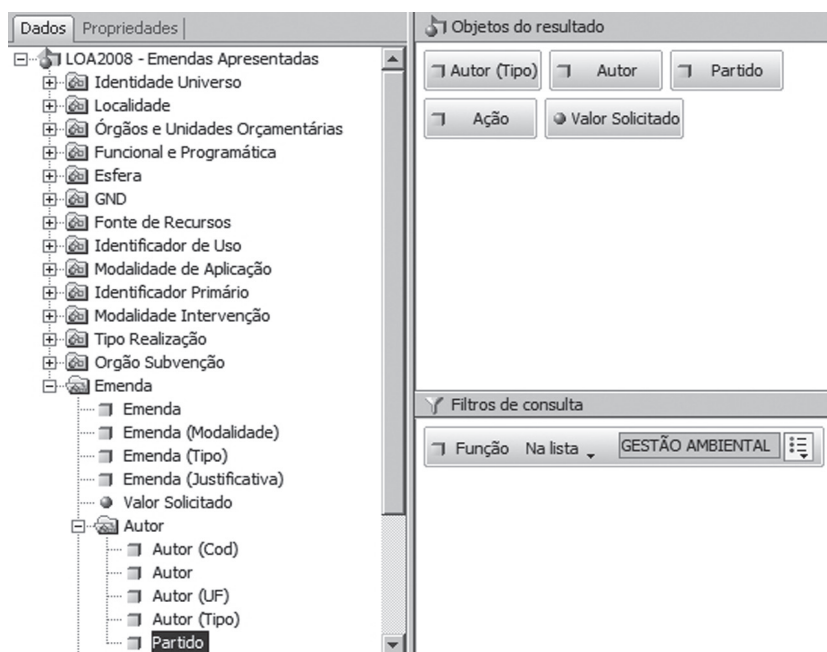 Dados Propriedades
LOA2008 - Emendas Apresentadas
Identidade Universo
Localidade
Órgãos e Unidades Orçamentárias
Funcional e Programática
Esfera
GND
Fonte de Recursos
Identificador de Uso
Modalidade de Aplicação
Identificador Primário
Modalidade Intervenção
Tipo Realização
Orgão Subvenção
Emenda
Emenda
Emenda (Modalidade)
Emenda (Tipo)
Emenda (Justificativa)
Valor Solicitado
Autor
Autor (Cod)
Autor
Autor (UF)
Autor (Tipo)
Partido
Objetos do resultado
Autor (Tipo) Autor Partido
Ação Valor Solicitado
Filtros de consulta
Função Na lista GESTÃO AMBIENTAL